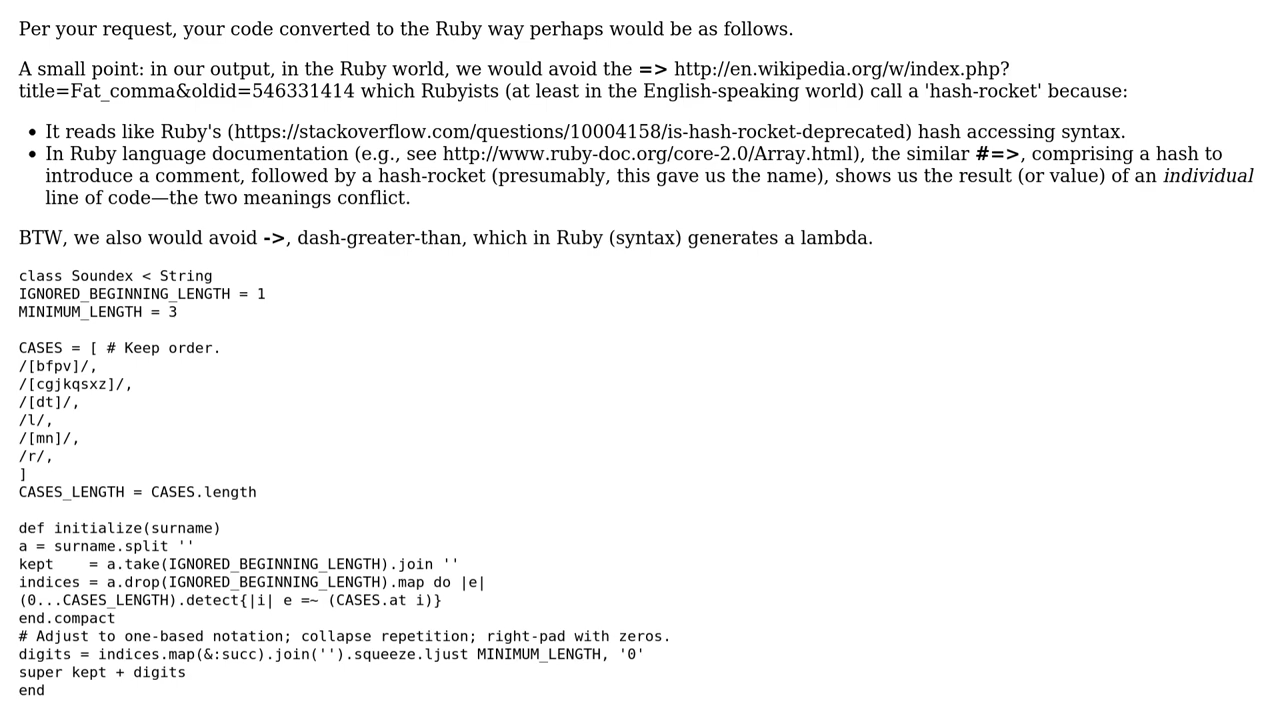 Per your request, your code converted to the Ruby way perhaps would be as follows.
A small point: in our output, in the Ruby world, we would avoid the => http://en.wikipedia.org/w/index.php?
title=Fat_comma&oldid=546331414 which Rubyists (at least in the English-speaking world) call a 'hash-rocket' because:
• It reads like Ruby's (https://stackoverflow.com/questions/10004158/is-hash-rocket-deprecated) hash accessing syntax.
• In Ruby language documentation (e.g., see http://www.ruby-doc.org/core-2.0/Array.html), the similar #=>, comprising a hash to
introduce a comment, followed by a hash-rocket (presumably, this gave us the name), shows us the result (or value) of an individual
line of code—the two meanings conflict.
BTW, we also would avoid ->, dash-greater-than, which in Ruby (syntax) generates a lambda.
class Soundex < String
IGNORED_BEGINNING_LENGTH = 1
MINIMUM_LENGTH = 3
CASES = [ # Keep order.
/[bfpv]/,
/[cgjkqsxz]/,
/[dt]/,
/l/,
/[mn]/,
/r/,
]
CASES_LENGTH = CASES.length
def initialize(surname)
a = surname.split ''
kept    = a.take(IGNORED_BEGINNING_LENGTH).join ''
indices = a.drop(IGNORED_BEGINNING_LENGTH).map do |e|
(0...CASES_LENGTH).detect{|i| e =~ (CASES.at i)}
end.compact
# Adjust to one-based notation; collapse repetition; right-pad with zeros.
digits = indices.map(&:succ).join('').squeeze.ljust MINIMUM_LENGTH, '0'
super kept + digits
end